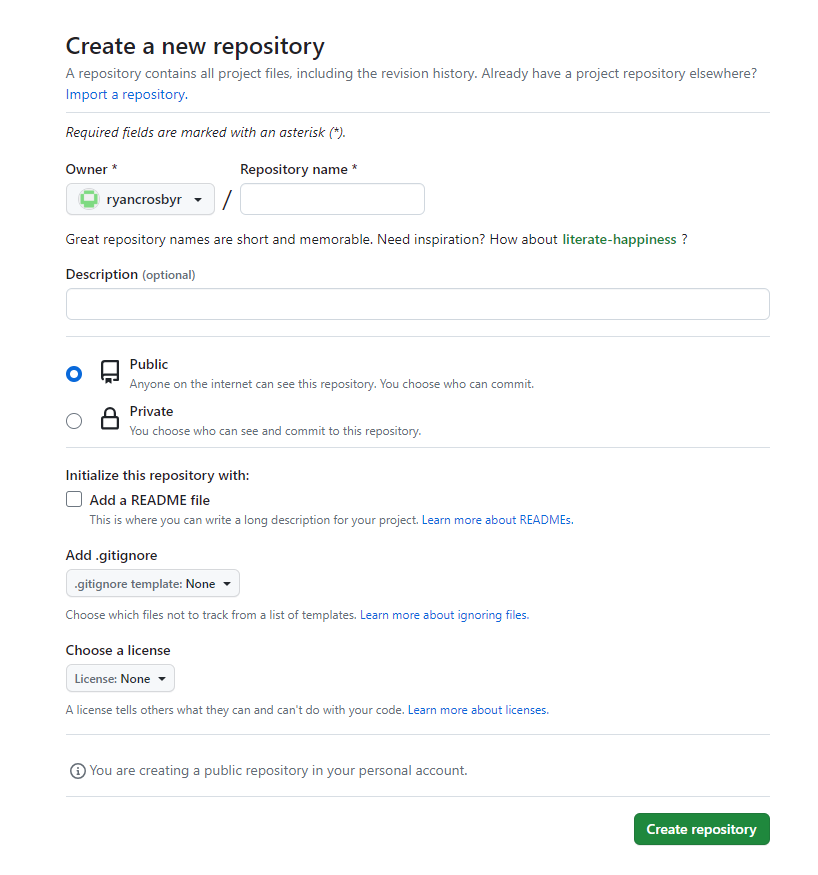 Create a new repository
A repository contains all project files, including the revision history. Already have a project repository elsewhere?
Import a repository.
Required fields are marked with an asterisk (*).
Owner * Repository name *
ryancrosbyr /
Great repository names are short and memorable. Need inspiration? How about literate-happiness ?
Description (optional)
Public
Anyone on the internet can see this repository. You choose who can commit.
Private
You choose who can see and commit to this repository.
Initialize this repository with:
Add a README file
This is where you can write a long description for your project. Learn more about READMEs.
Add .gitignore
.gitignore template: None
Choose which files not to track from a list of templates. Learn more about ignoring files.
Choose a license
License: None
A license tells others what they can and can't do with your code. Learn more about licenses.
You are creating a public repository in your personal account.
Create repository